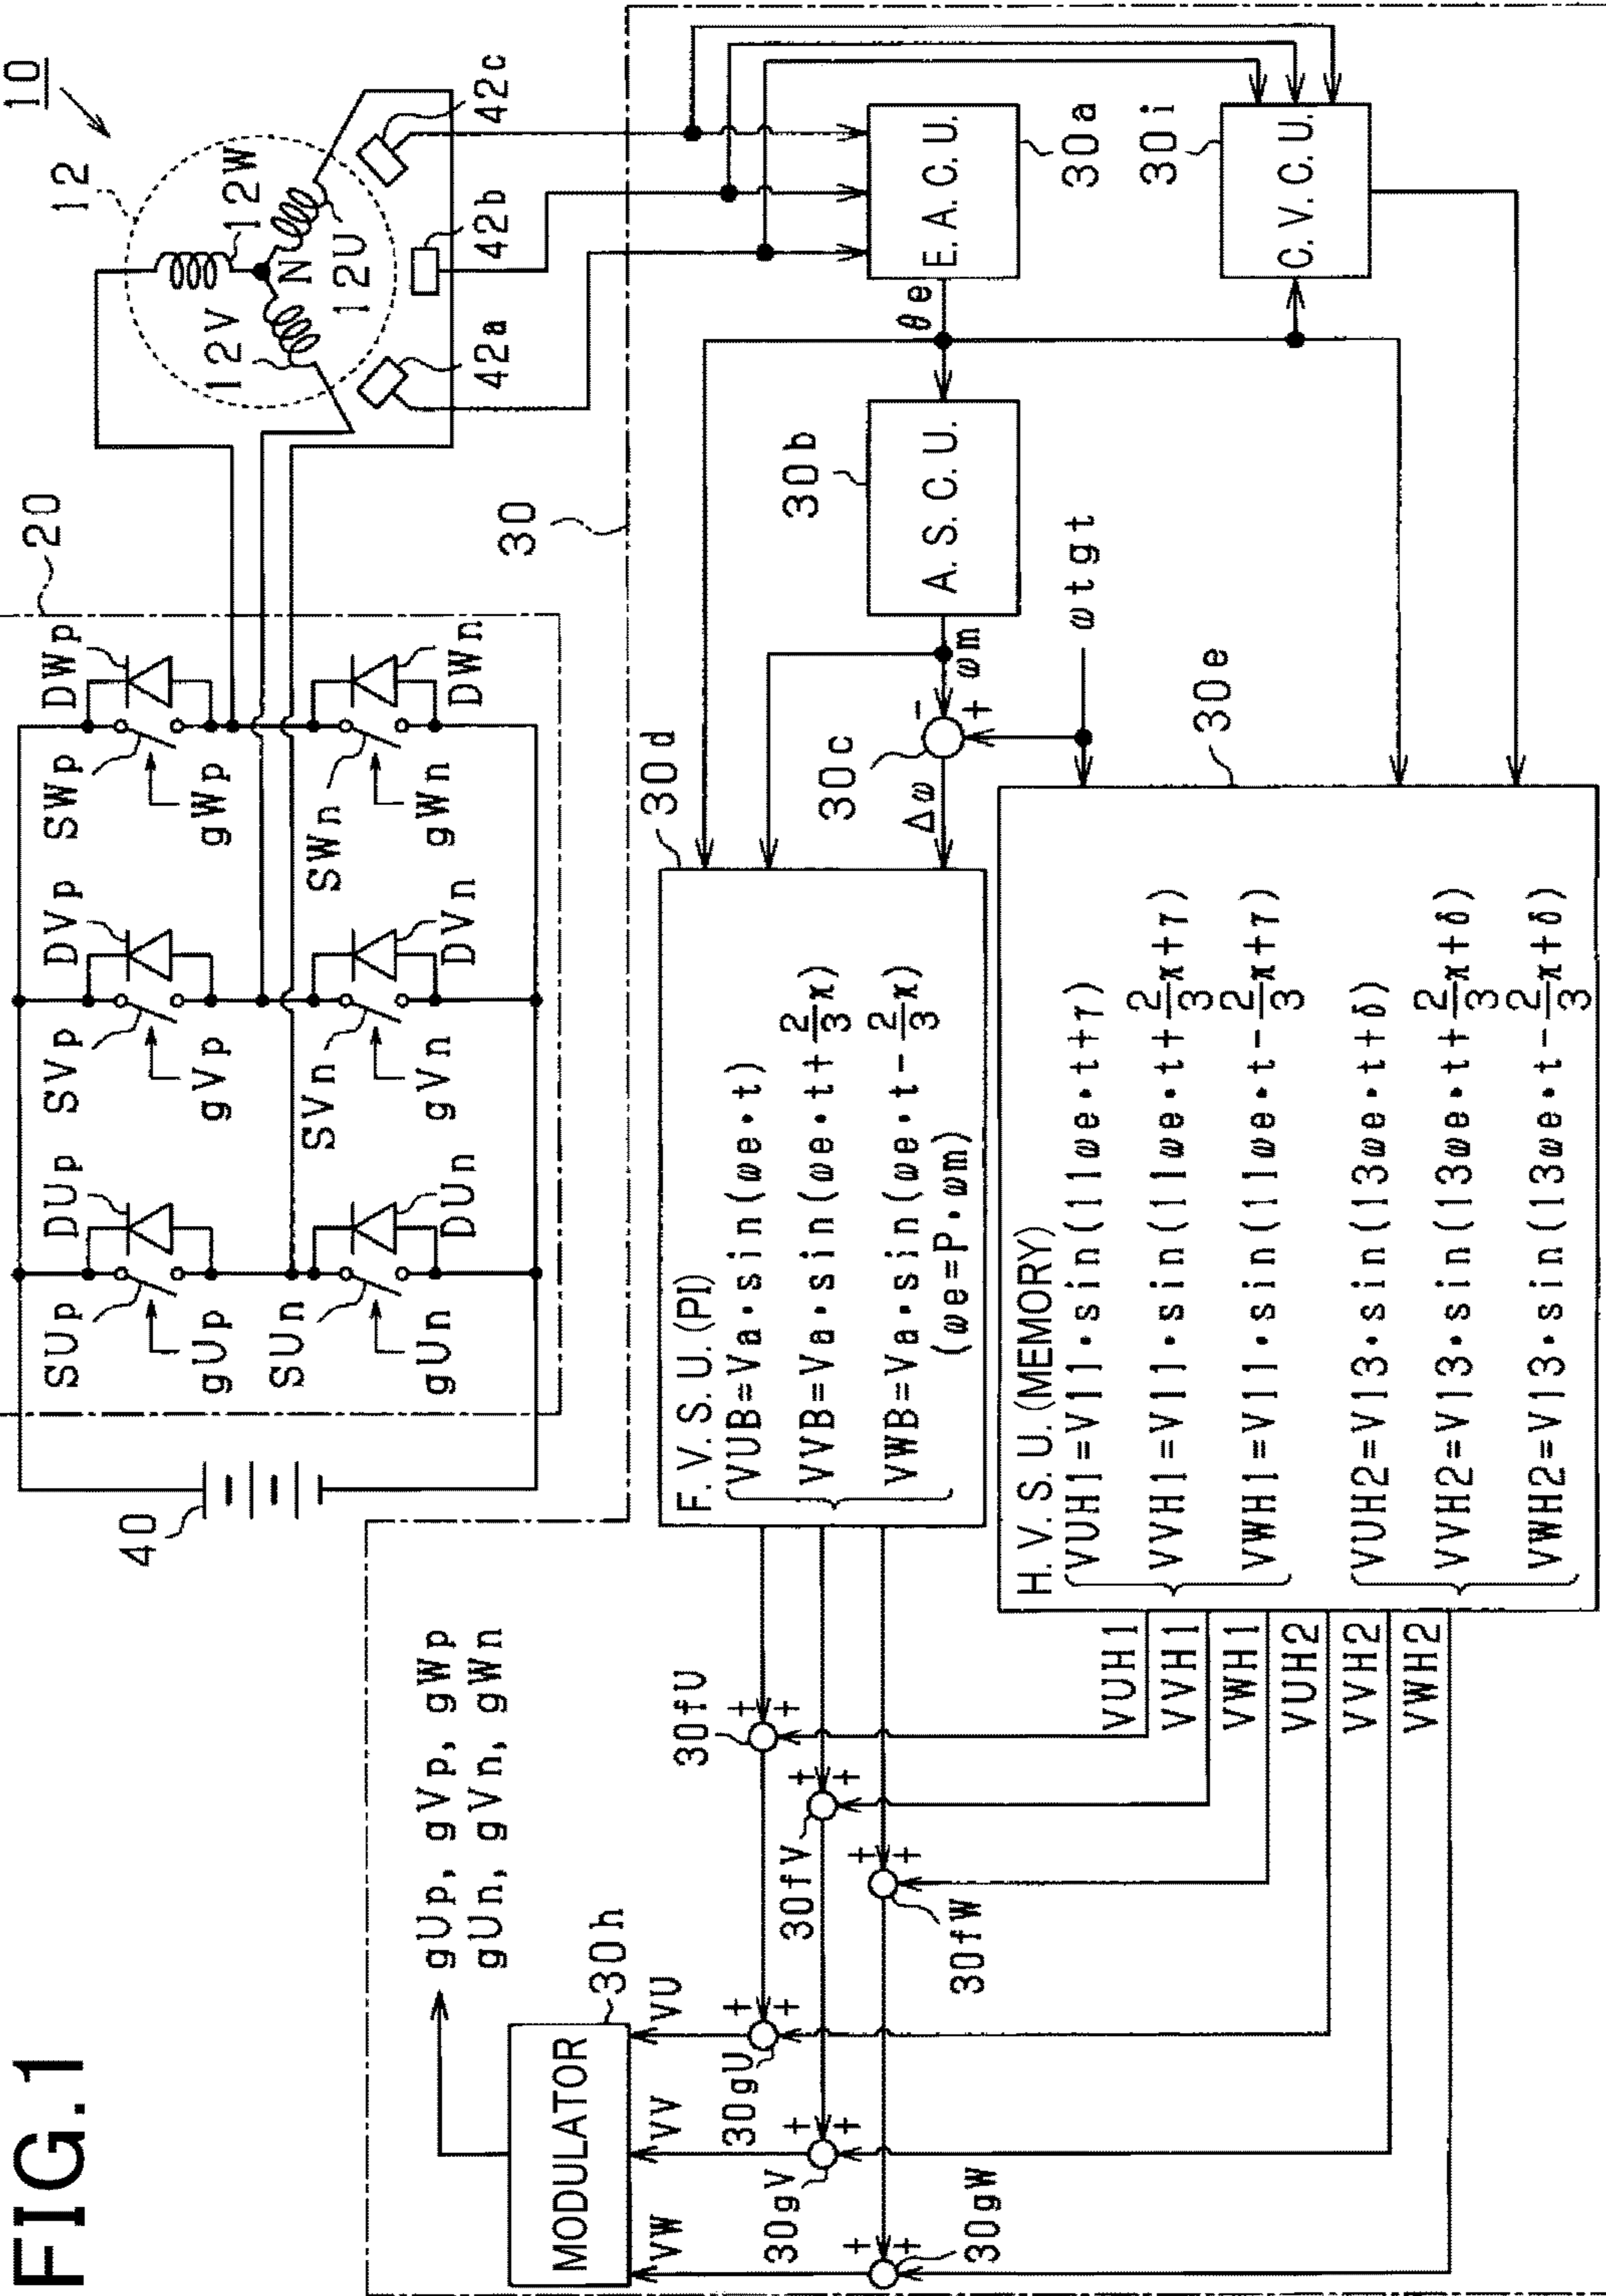 FIG.1
10
12
12W
12V
12U
N
42a
42b
42c
20
40
DUp
DVp
DWp
SUp
SVp
SWp
gUp
gVp
gWp
SUn
SVn
SWn
gUn
gVn
gWn
DUn
DVn
DWn
30
gUp, gVp, gWp
gUn, gVn, gWn
MODULATOR
30h
VW
VV
VU
30gU
30gV
30gW
30fU
30fV
30fW
+
+
+
+
+
+
+
+
+
+
+
+
30d
F. V. S. U. (PI)
VUB=Va·sin(ωe·t)
VVB=Va·sin(ωe·t+2/3π)
VWB=Va·sin(ωe·t-2/3π)
(ωe=P·ωm)
30c
Δω
-
+
ωm
ωtgt
30b
A. S. C. U.
θe
E. A. C. U.
30a
30i
C. V. C. U.
30e
H. V. S. U. (MEMORY)
VUH1=V11·sin(11ωe·t+γ)
VVH1=V11·sin(11ωe·t+2/3π+γ)
VWH1=V11·sin(11ωe·t-2/3π+γ)
VUH2=V13·sin(13ωe·t+δ)
VVH2=V13·sin(13ωe·t+2/3π+δ)
VWH2=V13·sin(13ωe·t-2/3π+δ)
VUH1
VVH1
VWH1
VUH2
VVH2
VWH2